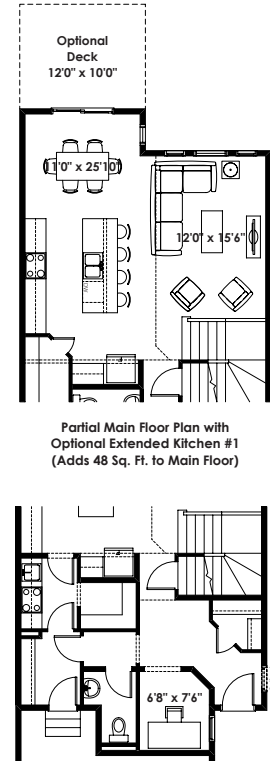 Optional
Deck
12'0" x 10'0"
11'0" x 25'10"
12'0" x 15'6"
Partial Main Floor Plan with
Optional Extended Kitchen #1
(Adds 48 Sq. Ft. to Main Floor)
6'8" x 7'6"